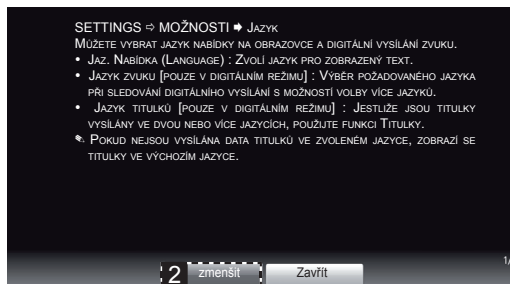 SETTINGS ⇨ MOŽNOSTI ➧ Jazyk
Můžete vybrat jazyk nabídky na obrazovce a digitální vysílání zvuku.
• Jaz. Nabídka (Language) : Zvolí jazyk pro zobrazený text.
• Jazyk zvuku [pouze v digitálním režimu] : Výběr požadovaného jazyka
při sledování digitálního vysílání s možností volby více jazyků.
• Jazyk titulků [pouze v digitálním režimu] : Jestliže jsou titulky
vysílány ve dvou nebo více jazycích, použijte funkci Titulky.
✎ Pokud nejsou vysílána data titulků ve zvoleném jazyce, zobrazí se
titulky ve výchozím jazyce.
1/
2 zmenšit Zavřít